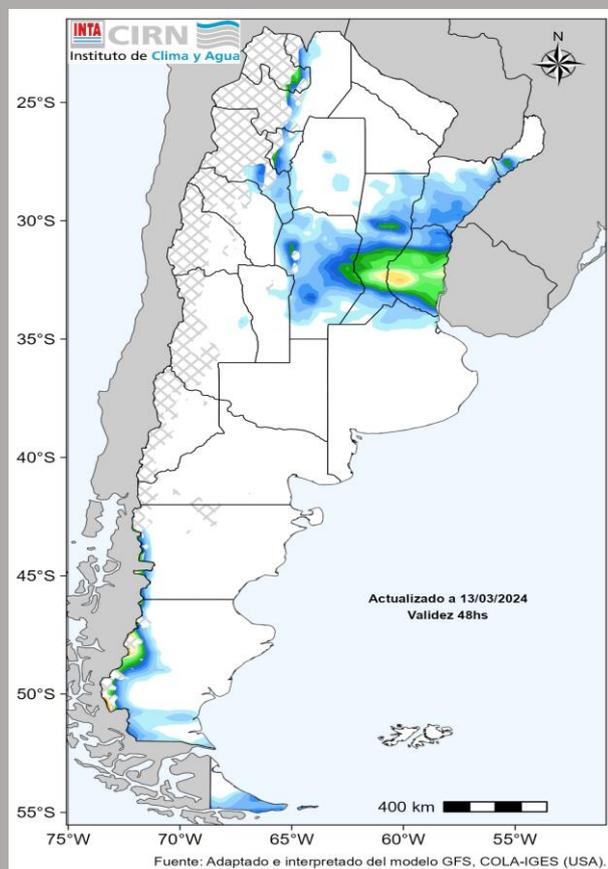 INTA CIRN
Instituto de Clima y Agua
N
25°S
30°S
35°S
40°S
45°S
Actualizado a 13/03/2024
Validez 48hs
50°S
400 km
55°S
75°W 70°W 65°W 60°W 55°W
Fuente: Adaptado e interpretado del modelo GFS, COLA-IGES (USA).